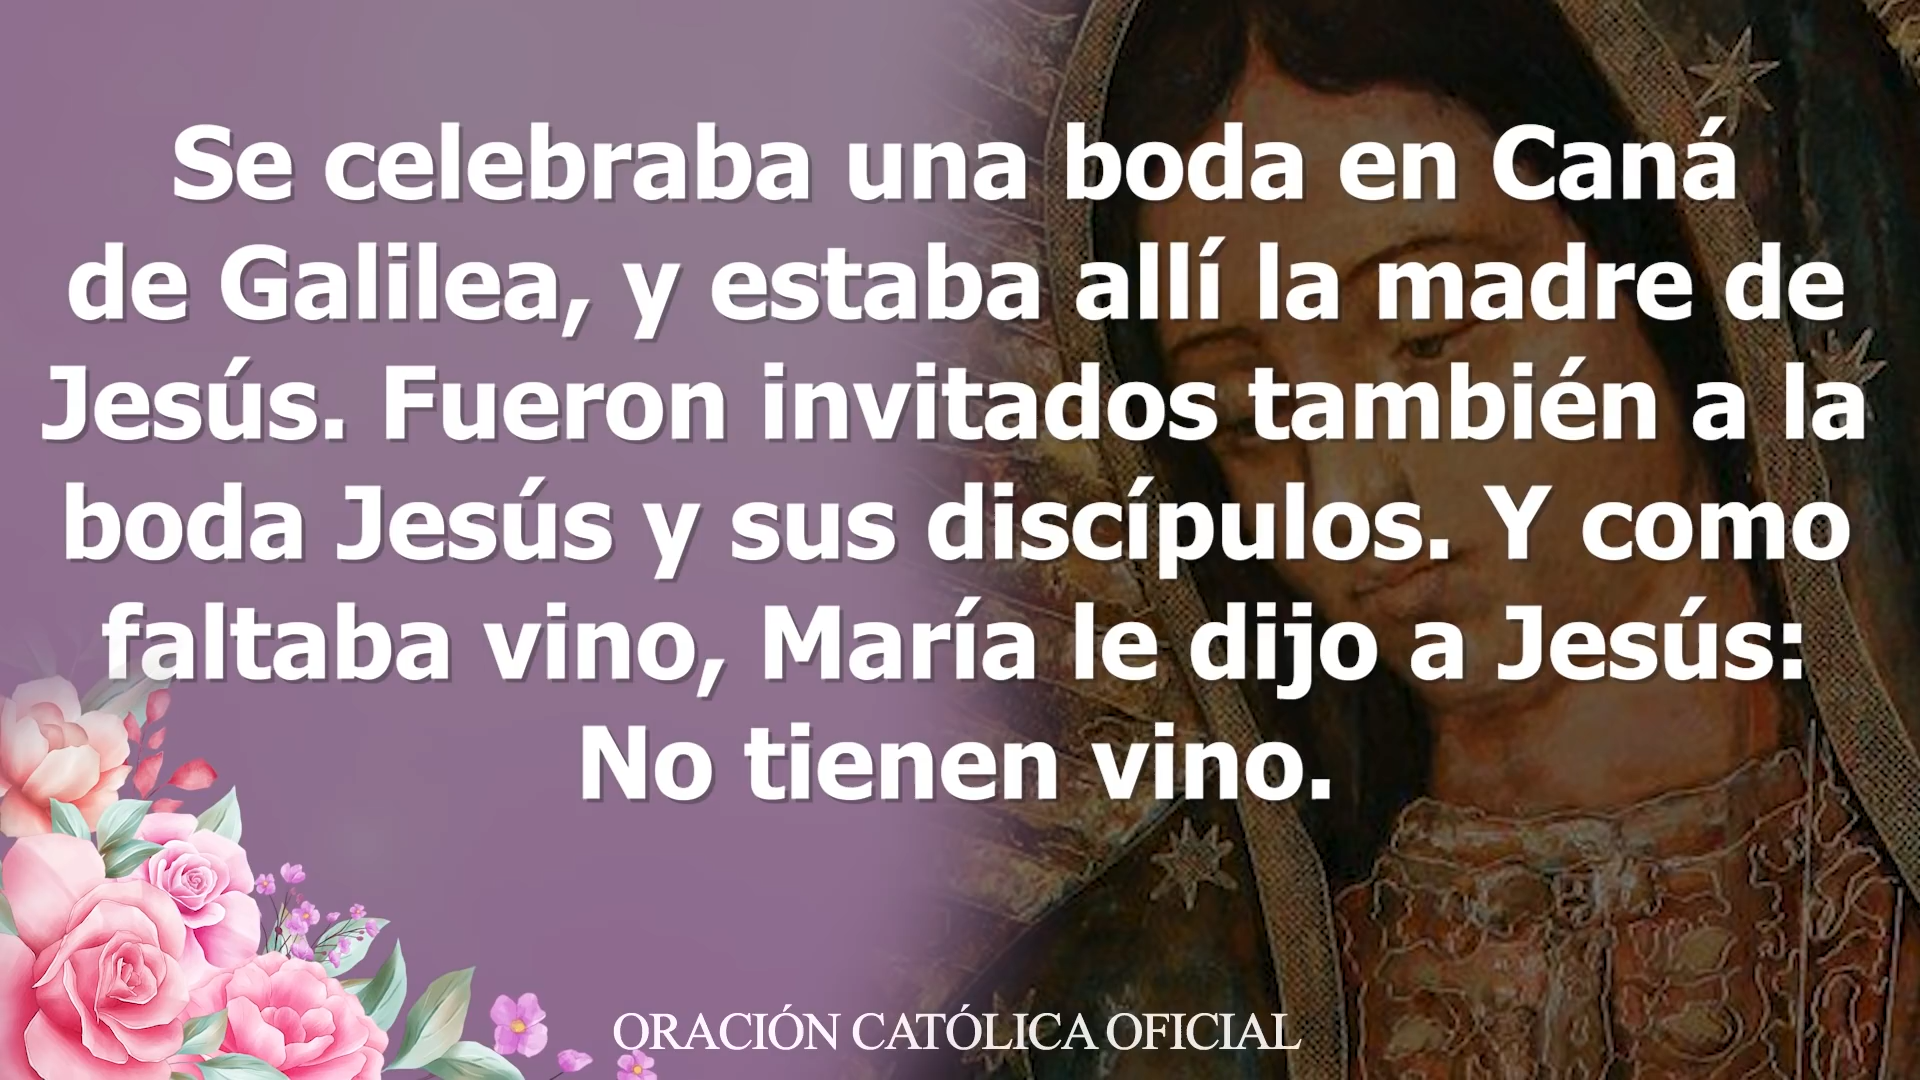 Se celebraba una boda en Caná
de Galilea, y estaba allí la madre de
Jesús. Fueron invitados también a la
boda Jesús y sus discípulos. Y como
faltaba vino, María le dijo a Jesús:
No tienen vino.
ORACIÓN CATÓLICA OFICIAL